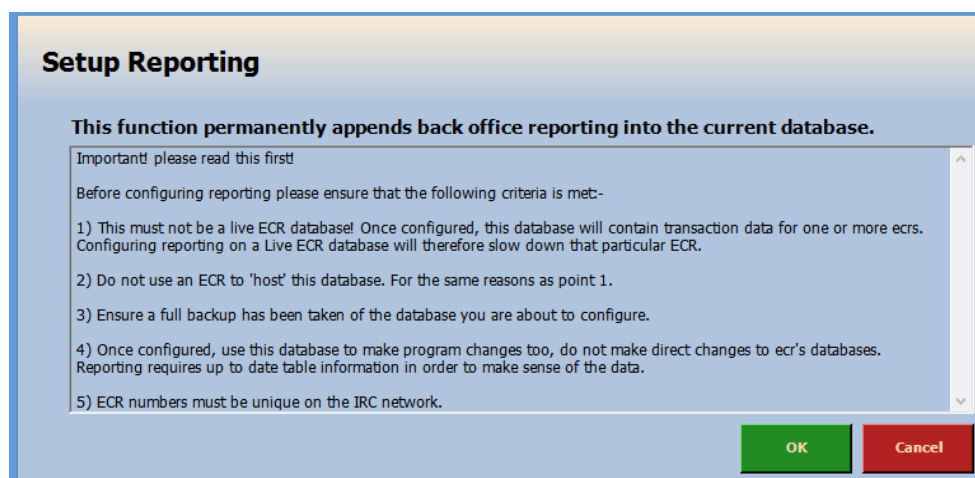 Setup Reporting
This function permanently appends back office reporting into the current database.
Important! please read this first!
Before configuring reporting please ensure that the following criteria is met:-
1) This must not be a live ECR database! Once configured, this database will contain transaction data for one or more ecrs.
Configuring reporting on a Live ECR database will therefore slow down that particular ECR.
2) Do not use an ECR to 'host' this database. For the same reasons as point 1.
3) Ensure a full backup has been taken of the database you are about to configure.
4) Once configured, use this database to make program changes too, do not make direct changes to ecr's databases.
Reporting requires up to date table information in order to make sense of the data.
5) ECR numbers must be unique on the IRC network.
OK Cancel